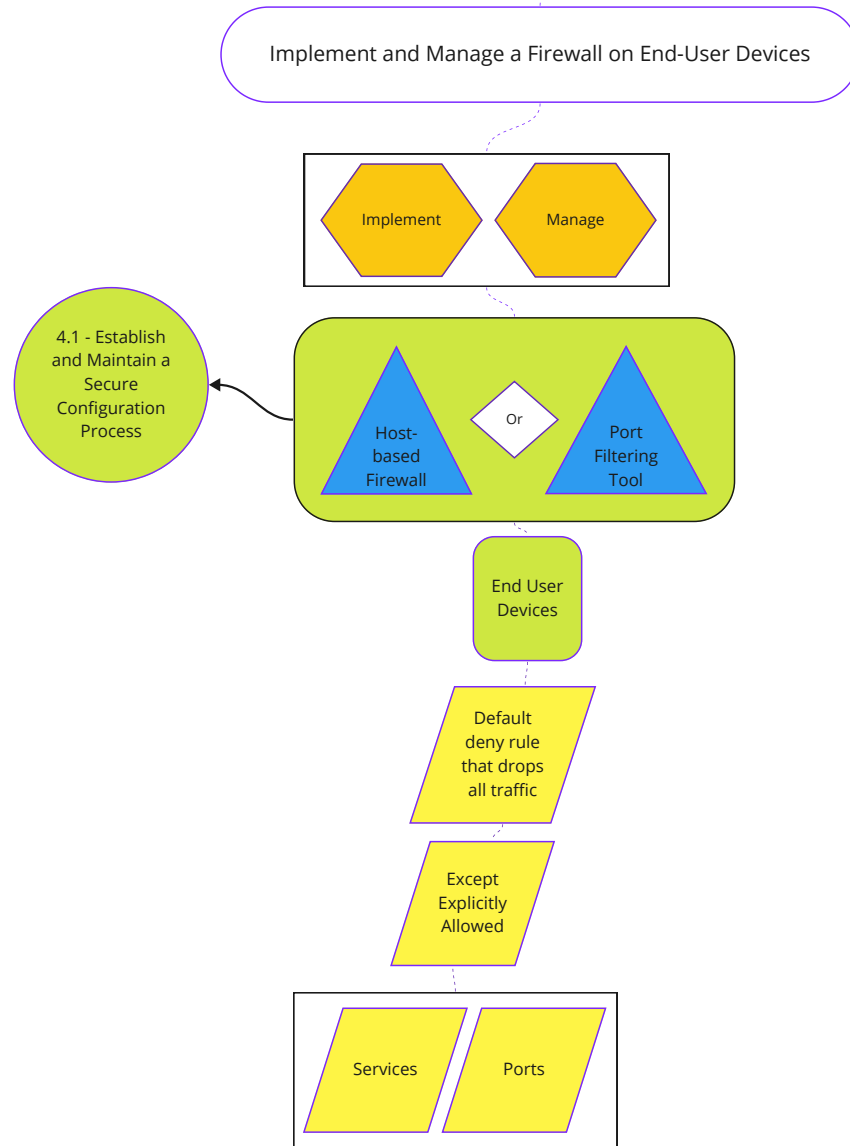 Implement and Manage a Firewall on End-User Devices
Implement
Manage
4.1 - Establish
and Maintain a
Secure
Configuration
Process
Host-
based
Firewall
Or
Port
Filtering
Tool
End User
Devices
Default
deny rule
that drops
all traffic
Except
Explicitly
Allowed
Services
Ports